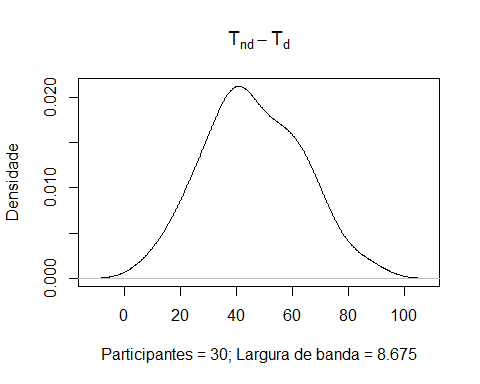 Tnd – Td
Densidade
0.020
0.010
0.000
0 20 40 60 80 100
Participantes = 30; Largura de banda = 8.675